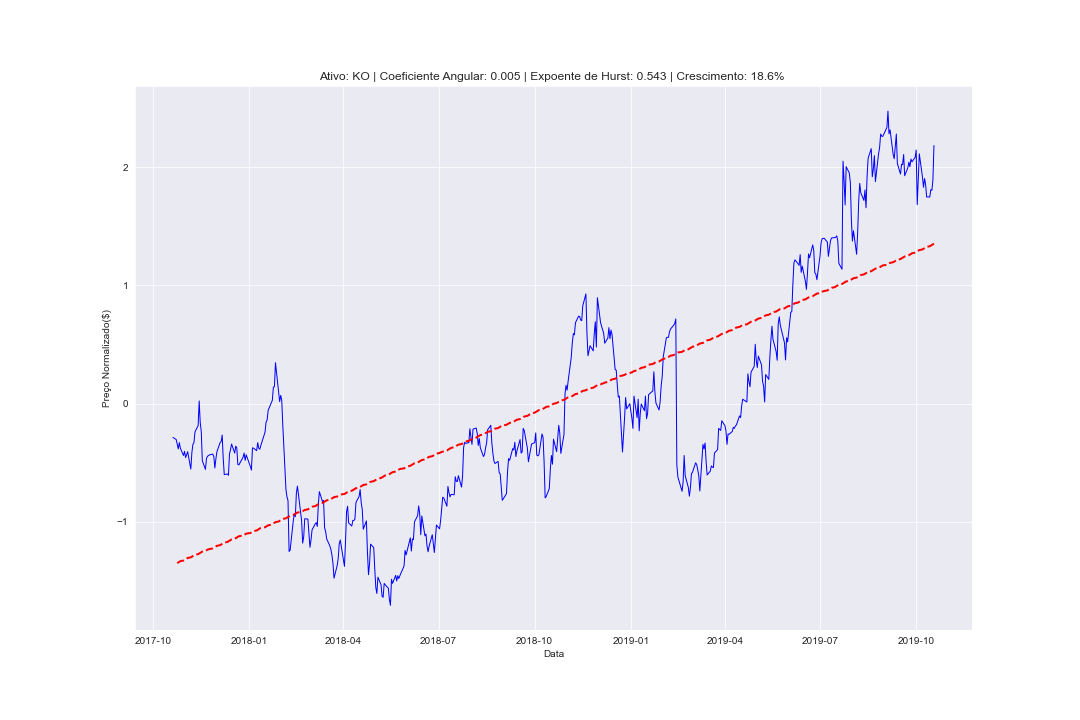 Ativo: KO | Coeficiente Angular: 0.005 | Expoente de Hurst: 0.543 | Crescimento: 18.6%
Preço Normalizado($)
2
1
0
−1
2017-10 2018-01 2018-04 2018-07 2018-10 2019-01 2019-04 2019-07 2019-10
Data